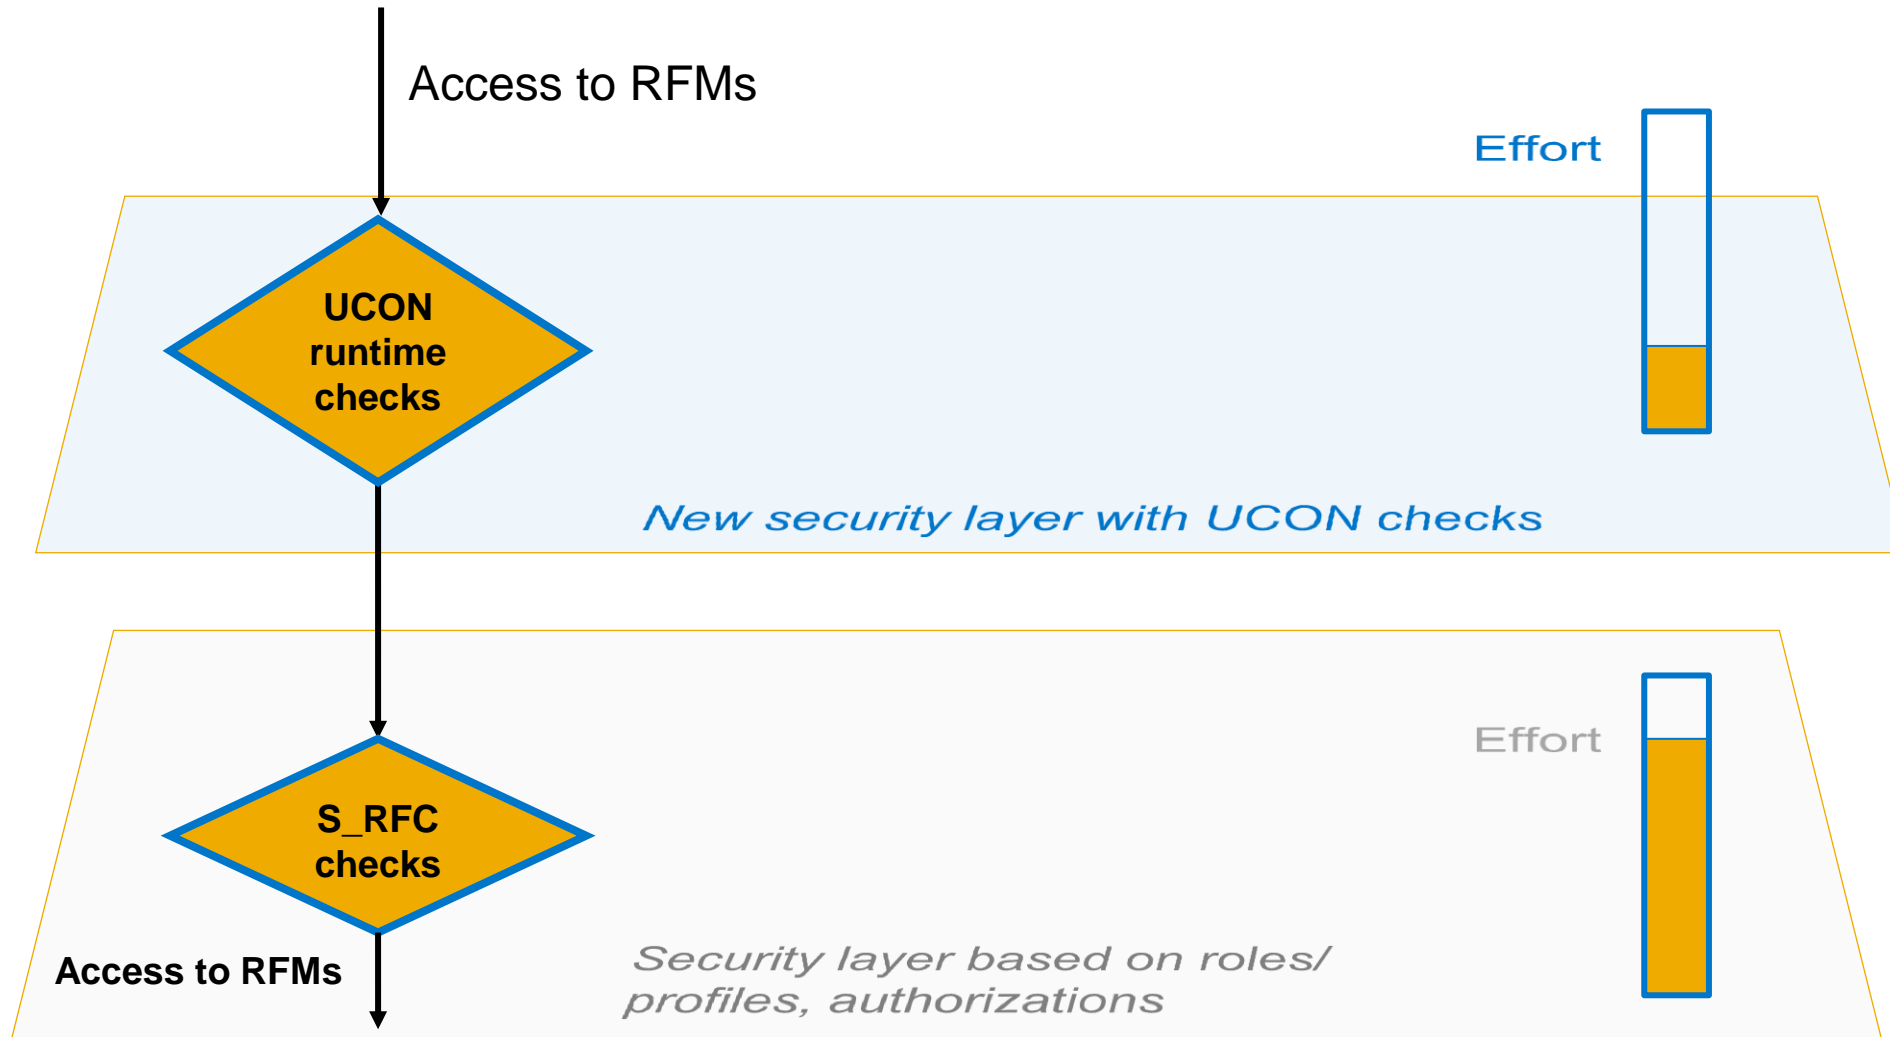 Access to RFMs
Effort
UCON
runtime
checks
New security layer with UCON checks
Effort
S_RFC
checks
Access to RFMs
Security layer based on roles/
profiles, authorizations